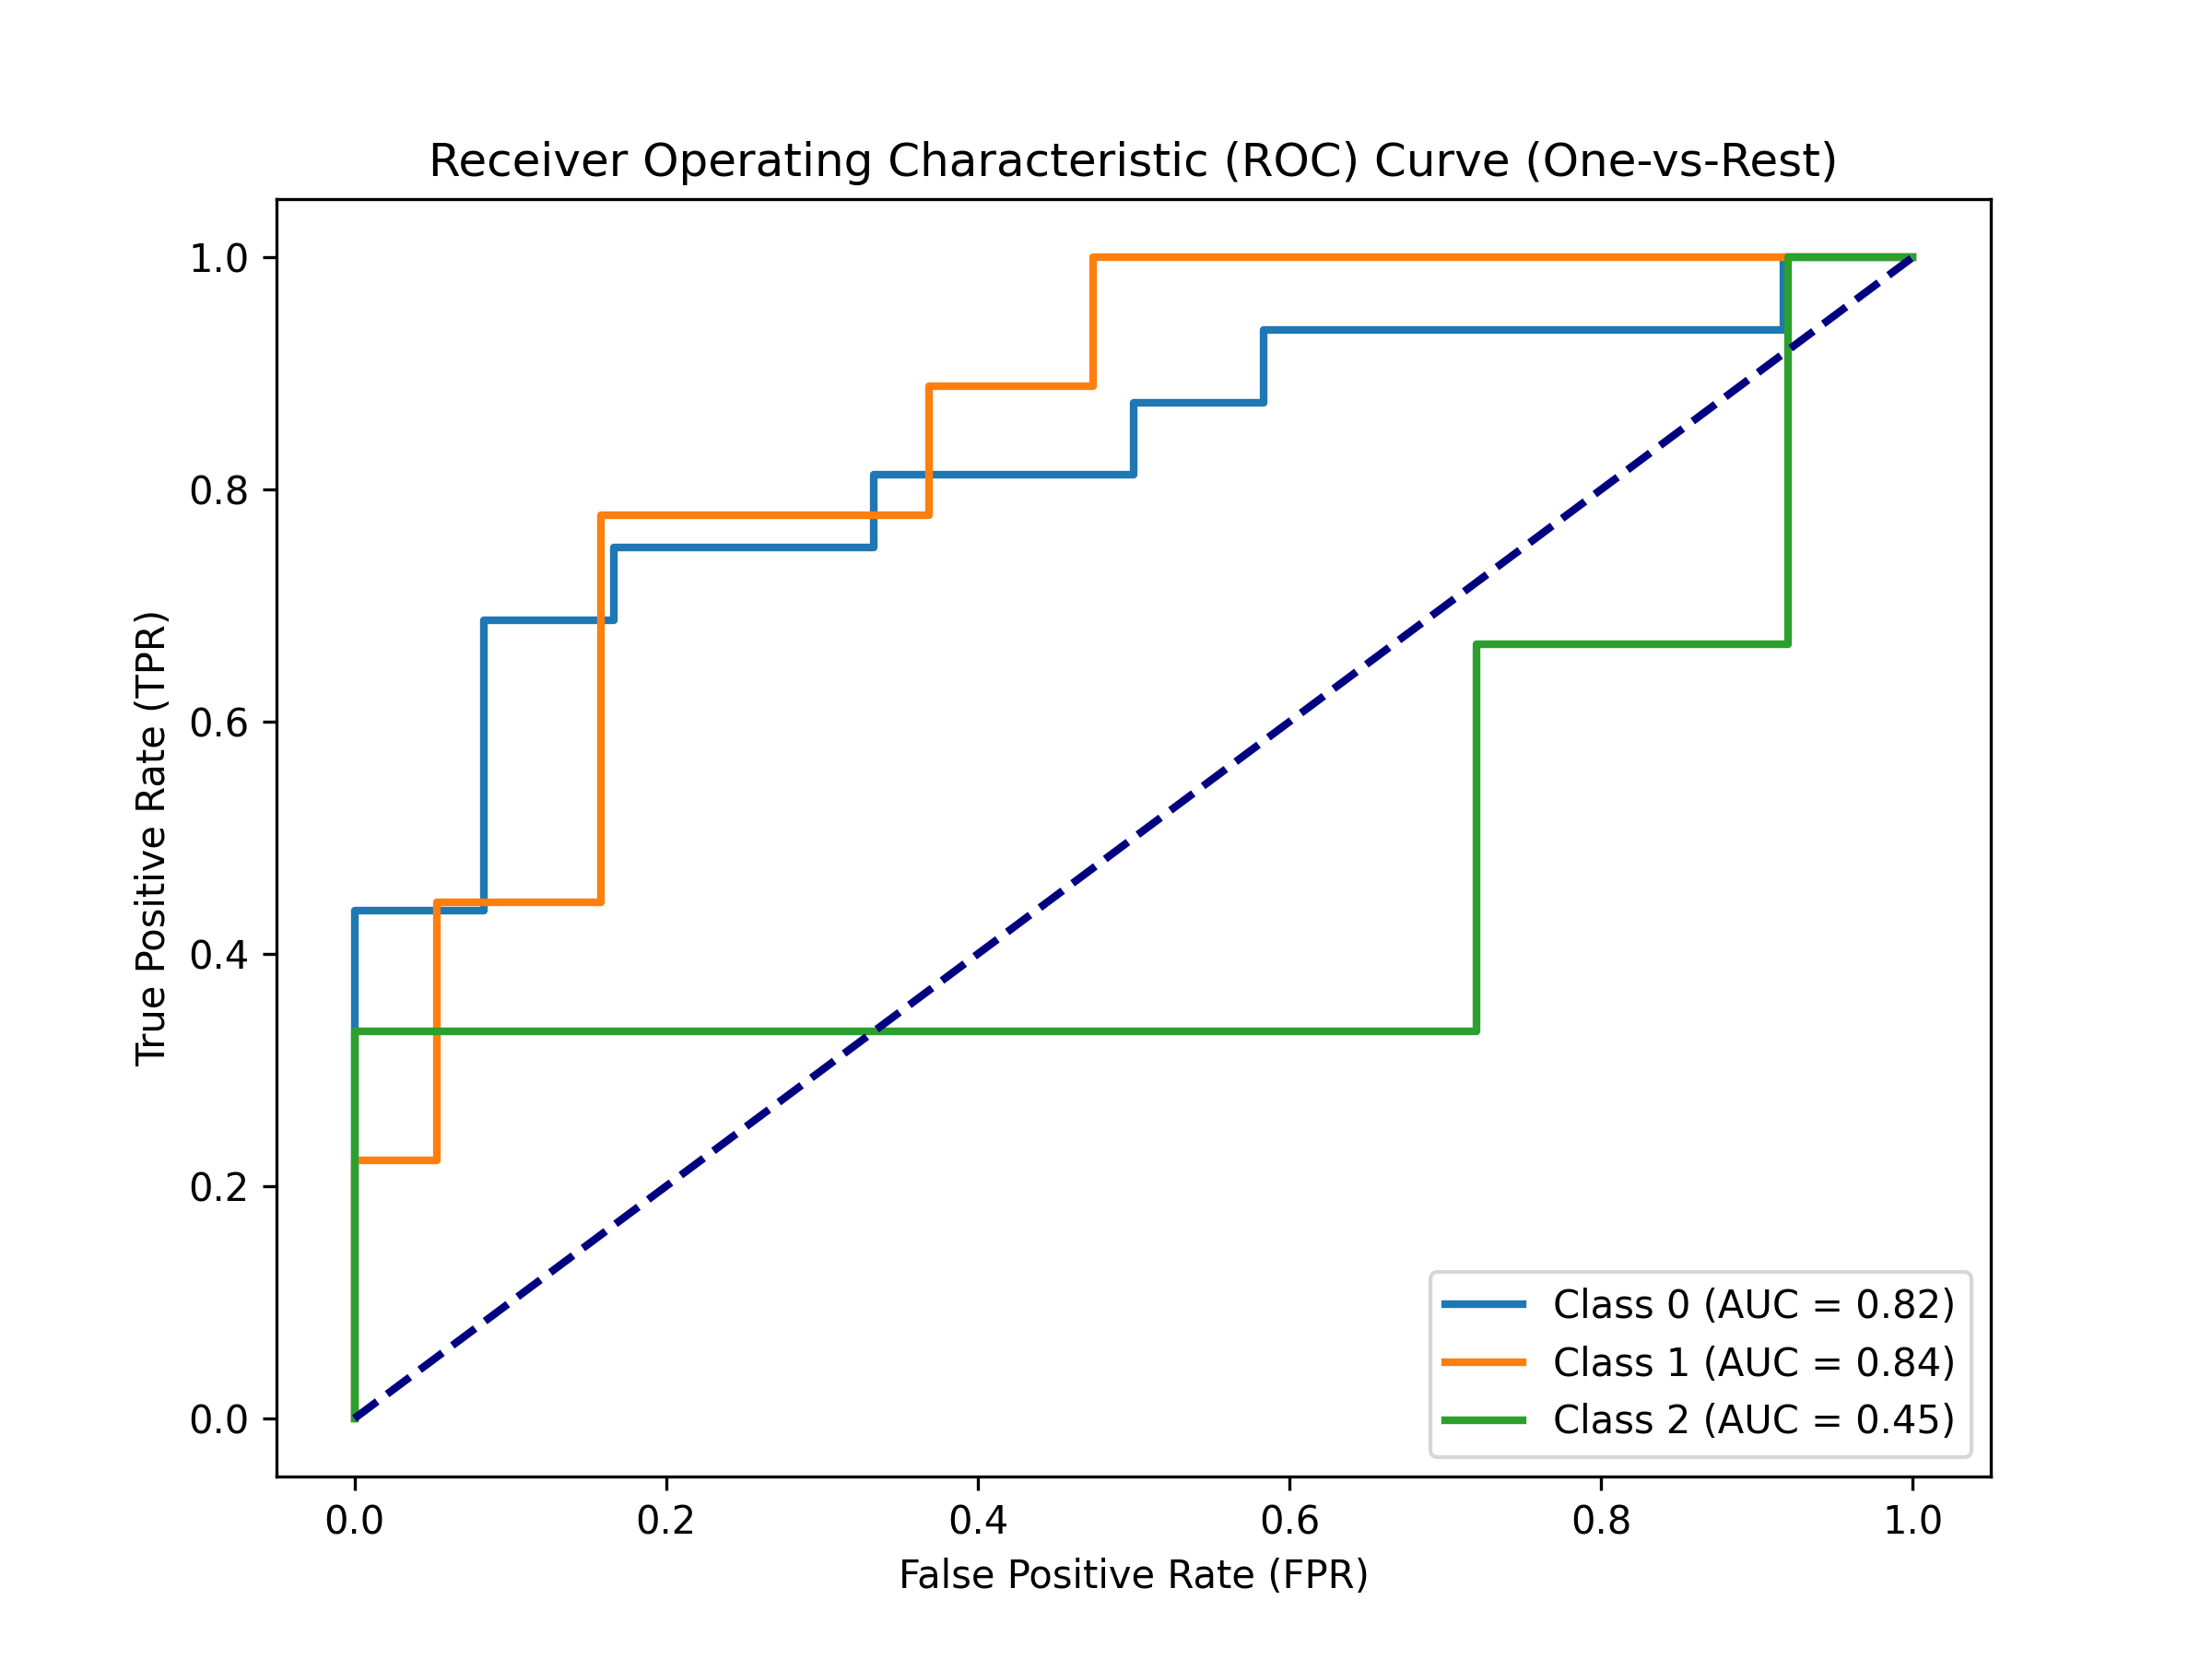 Receiver Operating Characteristic (ROC) Curve (One-vs-Rest)
True Positive Rate (TPR)
1.0
0.8
0.6
0.4
0.2
0.0
0.0 0.2 0.4 0.6 0.8 1.0
False Positive Rate (FPR)
Class 0 (AUC = 0.82)
Class 1 (AUC = 0.84)
Class 2 (AUC = 0.45)